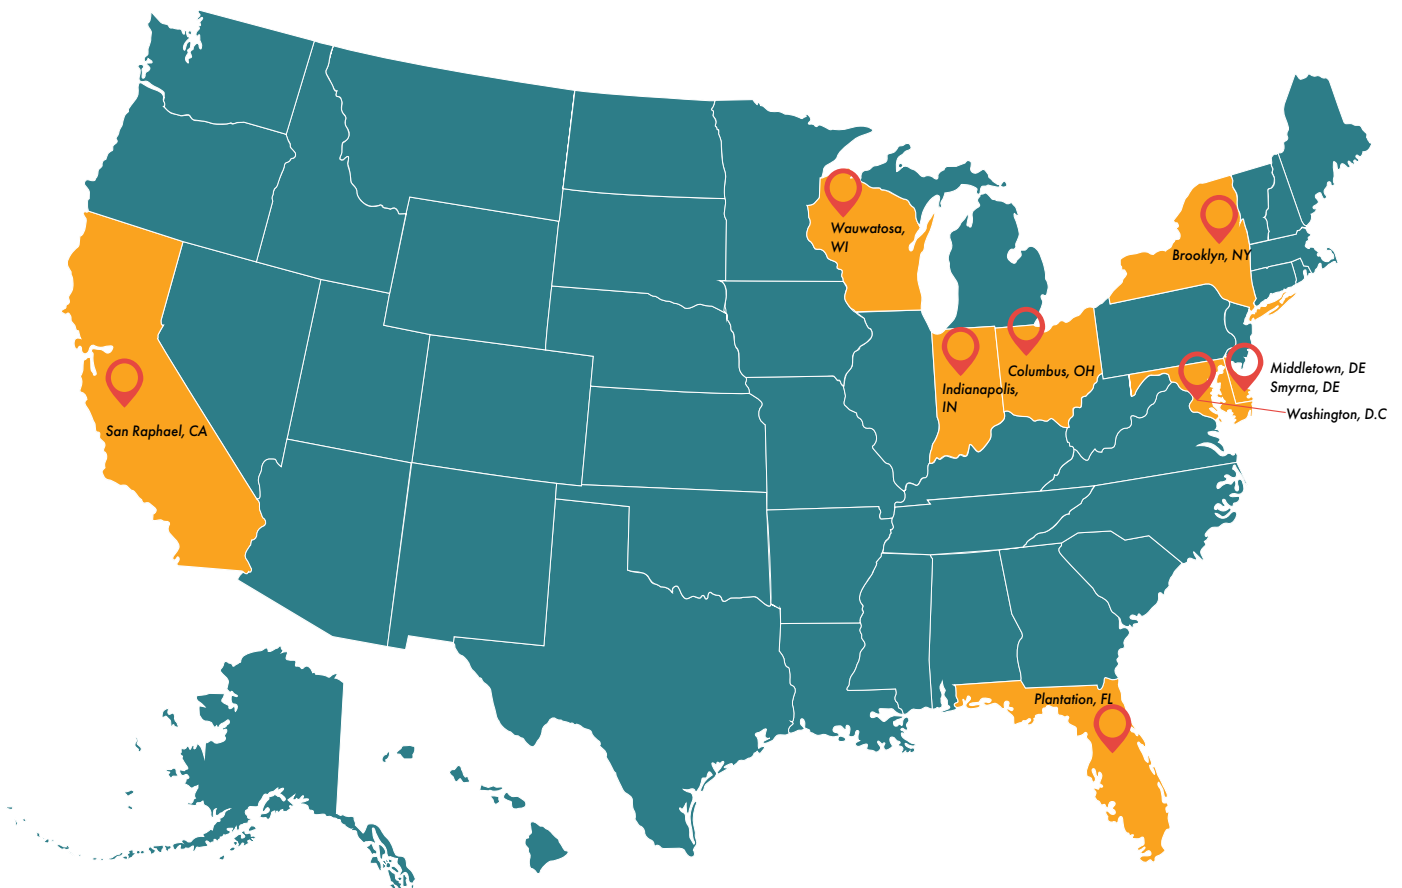 Wauwatosa,
WI
Brooklyn, NY
Columbus, OH
Middletown, DE
Smyrna, DE
Indianapolis,
IN
Washington, D.C
San Raphael, CA
Plantation, FL